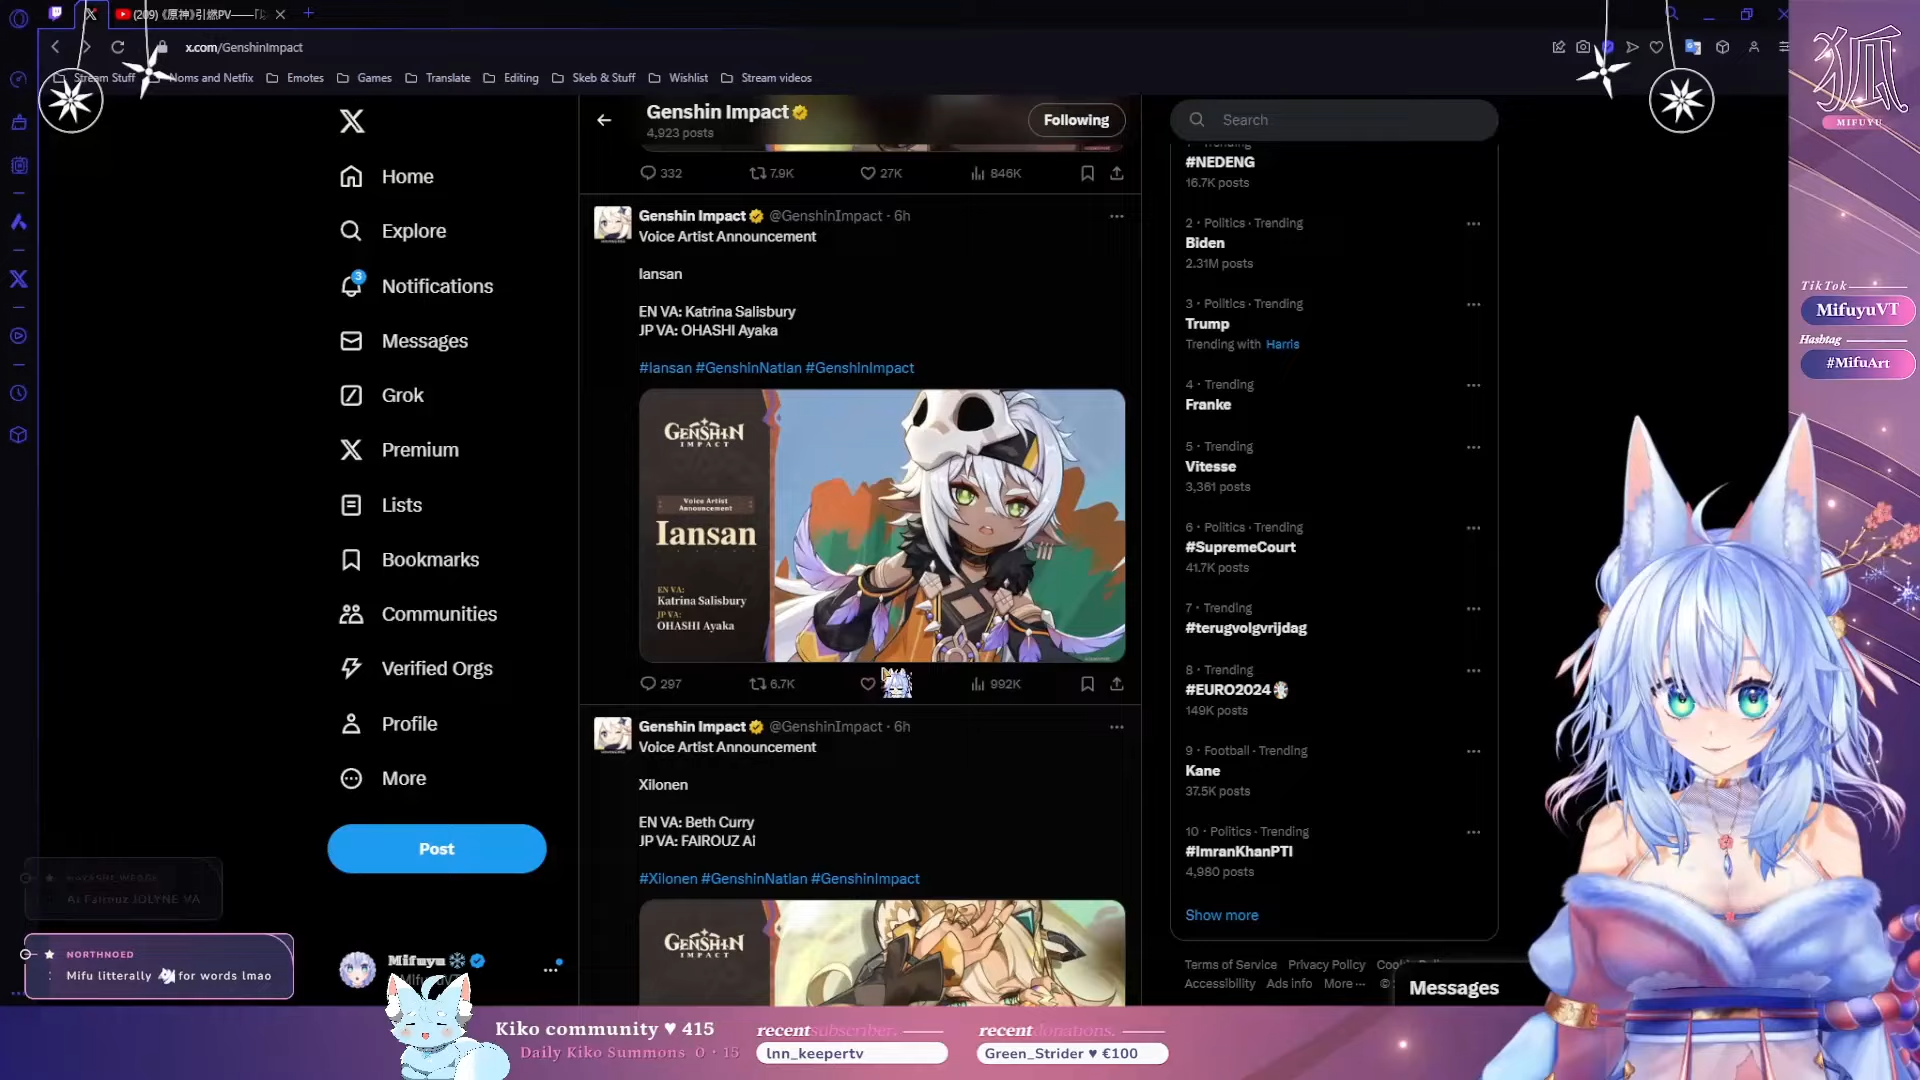 (209) 《原神》引燃PV——「
x.com/GenshinImpact
Stream Stuff
Noms and Netfix
Emotes
Games
Translate
Editing
Skeb & Stuff
Wishlist
Stream videos
Home
Explore
3
Notifications
Messages
Grok
Premium
Lists
Bookmarks
Communities
Verified Orgs
Profile
More
Post
Mifuyu
Genshin Impact
4,923 posts
Following
332
7.9K
27K
846K
Genshin Impact @GenshinImpact · 6h
Voice Artist Announcement
Iansan
EN VA: Katrina Salisbury
JP VA: OHASHI Ayaka
#Iansan #GenshinNatlan #GenshinImpact
GENSHIN
IMPACT
Voice Artist
Announcement
Iansan
EN VA:
Katrina Salisbury
JP VA:
OHASHI Ayaka
297
6.7K
992K
Genshin Impact @GenshinImpact · 6h
Voice Artist Announcement
Xilonen
EN VA: Beth Curry
JP VA: FAIROUZ Ai
#Xilonen #GenshinNatlan #GenshinImpact
GENSHIN
IMPACT
Search
#NEDENG
16.7K posts
2 · Politics · Trending
Biden
2.31M posts
3 · Politics · Trending
Trump
Trending with Harris
4 · Trending
Franke
5 · Trending
Vitesse
3,361 posts
6 · Politics · Trending
#SupremeCourt
41.7K posts
7 · Trending
#terugvolgvrijdag
8 · Trending
#EURO2024
149K posts
9 · Football · Trending
Kane
37.5K posts
10 · Politics · Trending
#ImranKhanPTI
4,980 posts
Show more
Terms of Service Privacy Policy
Accessibility Ads info More ···
Messages
狐
MIFUYU
TikTok
MifuyuVT
Hashtag
#MifuArt
Ai Fairouz JOLYNE VA
NORTHNOED
Mifu litterally for words lmao
Kiko community ♥ 415
Daily Kiko Summons 0 · 15
recent subscriber.
lnn_keepertv
recent donations.
Green_Strider ♥ €100